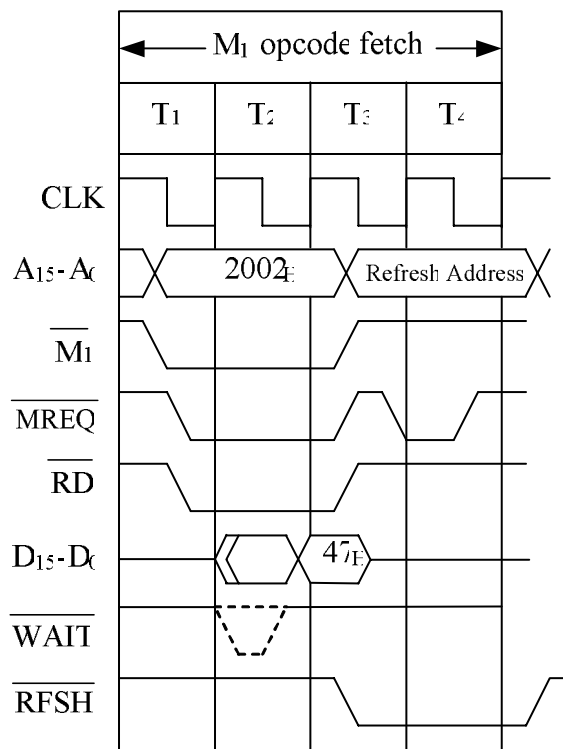 M₁ opcode fetch
T₁ T₂ T₃ T₄
CLK
A₁₅-A₀ 2002H Refresh Address
M₁
MREQ
RD
D₁₅-D₀ 47H
WAIT
RFSH